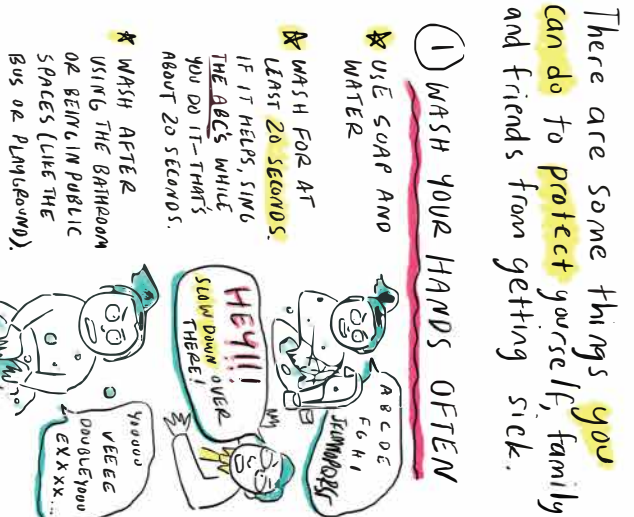 There are some things you
can do to protect yourself, family
and friends from getting sick.
1 WASH YOUR HANDS OFTEN
USE SOAP AND
WATER
WASH FOR AT
LEAST 20 SECONDS.
IF IT HELPS, SING
THE ABC'S WHILE
YOU DO IT - THAT'S
ABOUT 20 SECONDS.
WASH AFTER
USING THE BATHROOM
OR BEING IN PUBLIC
SPACES (LIKE THE
BUS OR PLAYGROUND).
A B C D E
F G H I
HEY!!!
SLOW DOWN OVER
THERE!
YOUUU
VEEEE
DOUBLEYOUU
EXXXX...